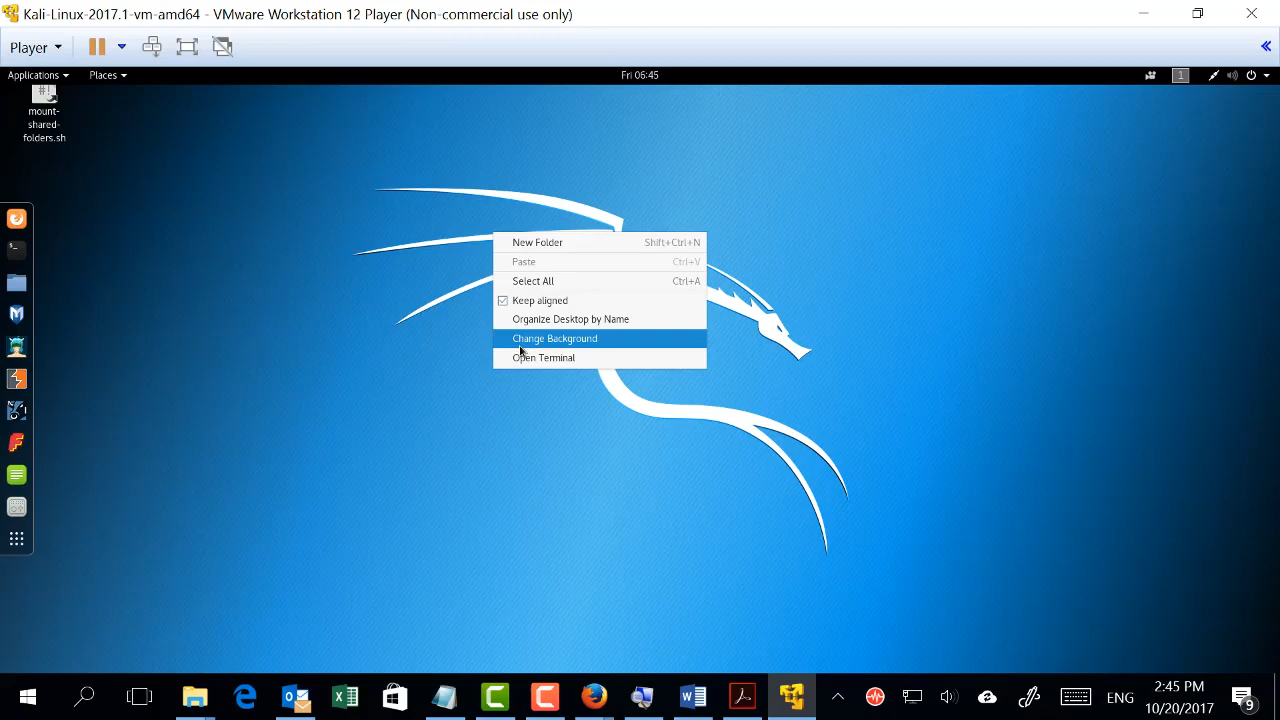 Kali-Linux-2017.1-vm-amd64 - VMware Workstation 12 Player (Non-commercial use only)
Player
Applications Places Fri 06:45 1
#!
mount-
shared-
folders.sh
New Folder Shift+Ctrl+N
Paste Ctrl+V
Select All Ctrl+A
Keep aligned
Organize Desktop by Name
Change Background
Open Terminal
ENG
2:45 PM
10/20/2017
9